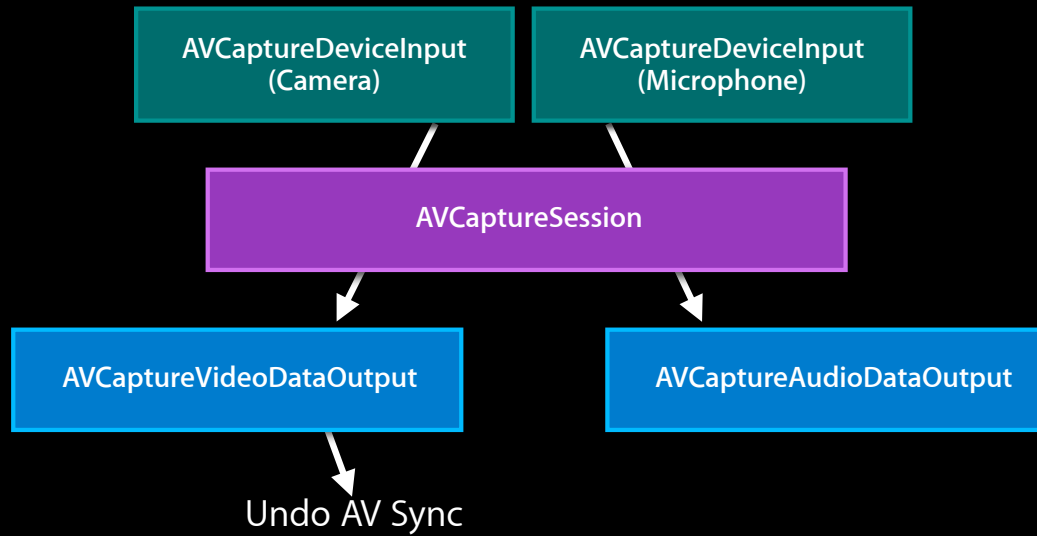 AVCaptureDeviceInput
(Camera)
AVCaptureDeviceInput
(Microphone)
AVCaptureSession
AVCaptureVideoDataOutput
AVCaptureAudioDataOutput
Undo AV Sync